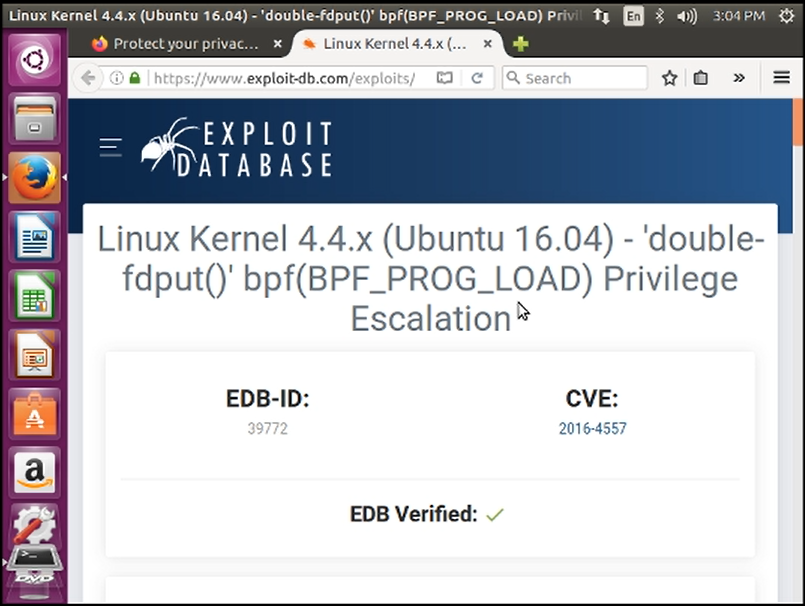 Linux Kernel 4.4.x (Ubuntu 16.04) - 'double-fdput()' bpf(BPF_PROG_LOAD) Privi
En
3:04 PM
Protect your privac...
Linux Kernel 4.4.x (...
https://www.exploit-db.com/exploits/
Search
EXPLOIT
DATABASE
Linux Kernel 4.4.x (Ubuntu 16.04) - 'double-
fdput()' bpf(BPF_PROG_LOAD) Privilege
Escalation
EDB-ID:
CVE:
39772
2016-4557
EDB Verified:
A
a
DVD